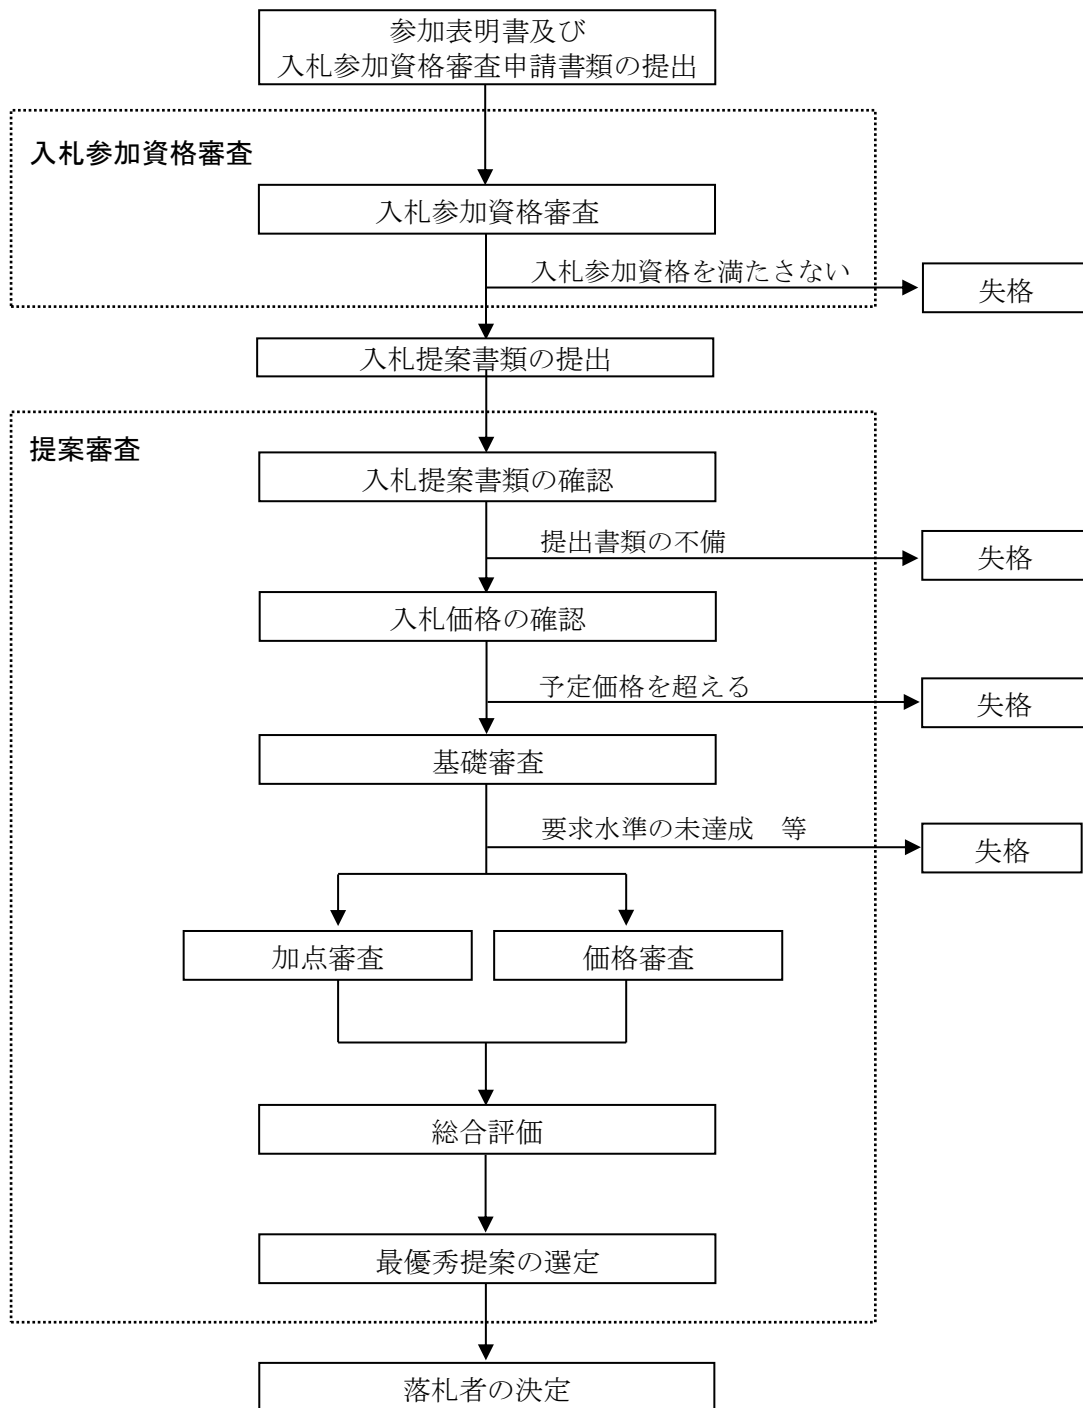 参加表明書及び
入札参加資格審査申請書類の提出
入札参加資格審査
入札参加資格審査
入札参加資格を満たさない
失格
入札提案書類の提出
提案審査
入札提案書類の確認
提出書類の不備
失格
入札価格の確認
予定価格を超える
失格
基礎審査
要求水準の未達成　等
失格
加点審査
価格審査
総合評価
最優秀提案の選定
落札者の決定